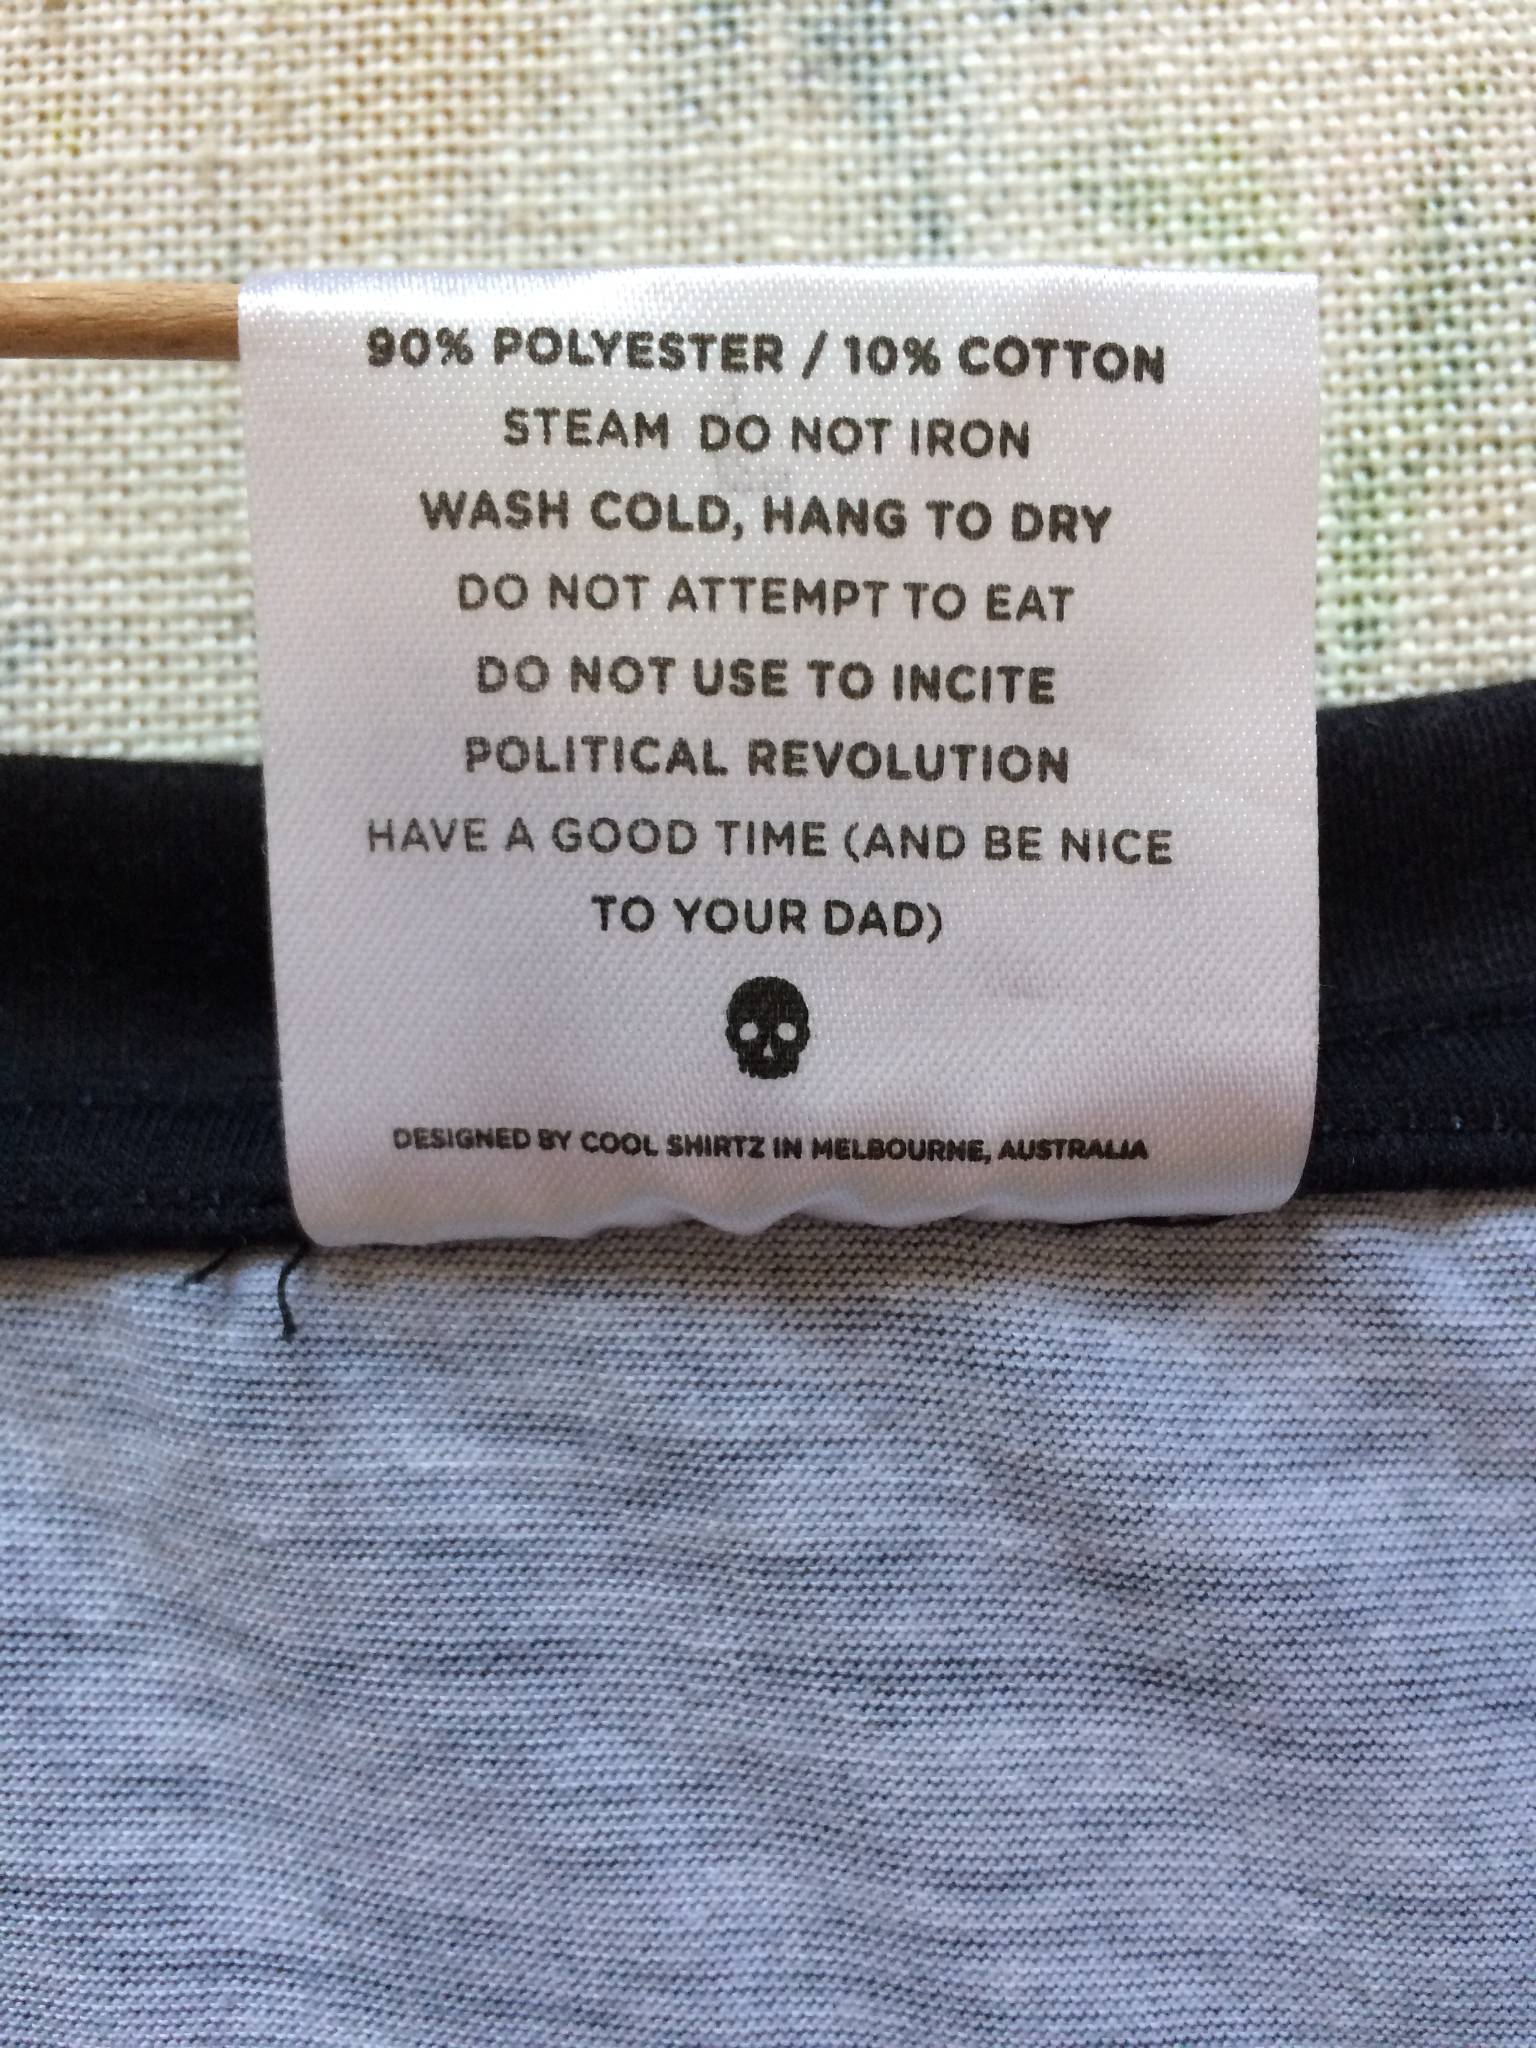 90% POLYESTER / 10% COTTON
STEAM DO NOT IRON
WASH COLD, HANG TO DRY
DO NOT ATTEMPT TO EAT
DO NOT USE TO INCITE
POLITICAL REVOLUTION
HAVE A GOOD TIME (AND BE NICE
TO YOUR DAD)
DESIGNED BY COOL SHIRTZ IN MELBOURNE, AUSTRALIA